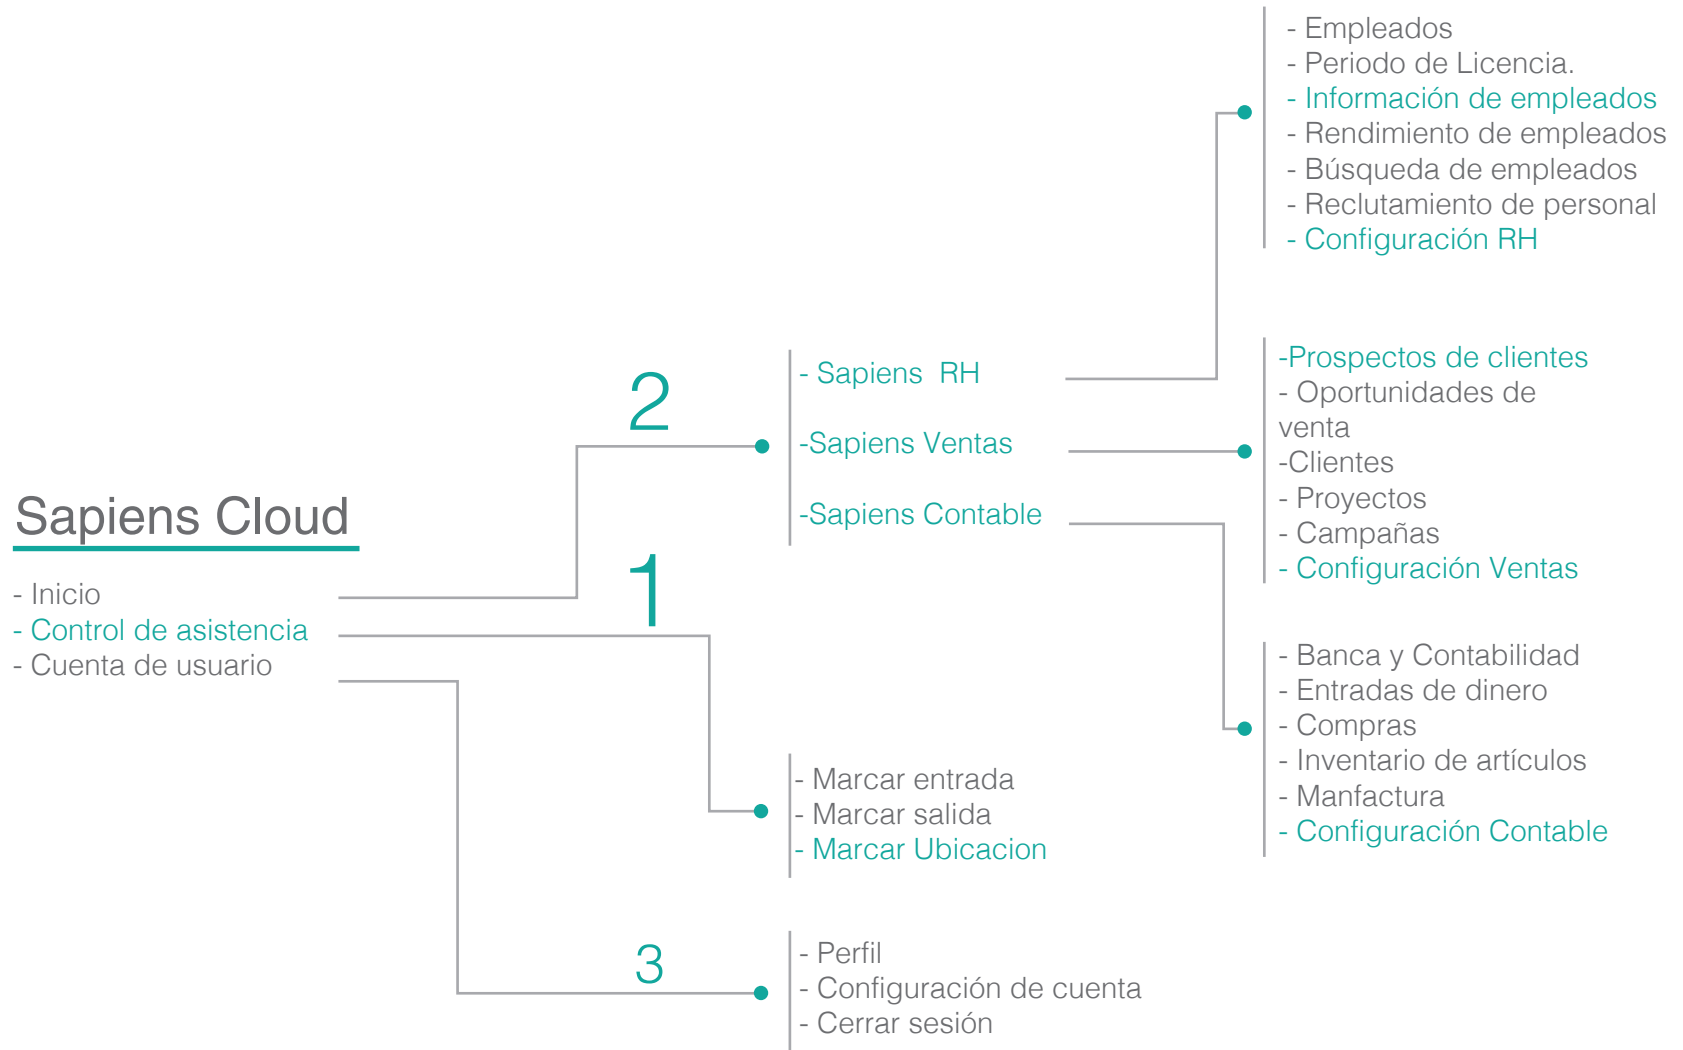 Sapiens Cloud
- Inicio
- Control de asistencia
- Cuenta de usuario
2
1
3
- Sapiens  RH
-Sapiens Ventas
-Sapiens Contable
- Marcar entrada
- Marcar salida
- Marcar Ubicacion
- Perfil
- Configuración de cuenta
- Cerrar sesión
- Empleados
- Periodo de Licencia.
- Información de empleados
- Rendimiento de empleados
- Búsqueda de empleados
- Reclutamiento de personal
- Configuración RH
-Prospectos de clientes
- Oportunidades de
venta
-Clientes
- Proyectos
- Campañas
- Configuración Ventas
- Banca y Contabilidad
- Entradas de dinero
- Compras
- Inventario de artículos
- Manfactura
- Configuración Contable